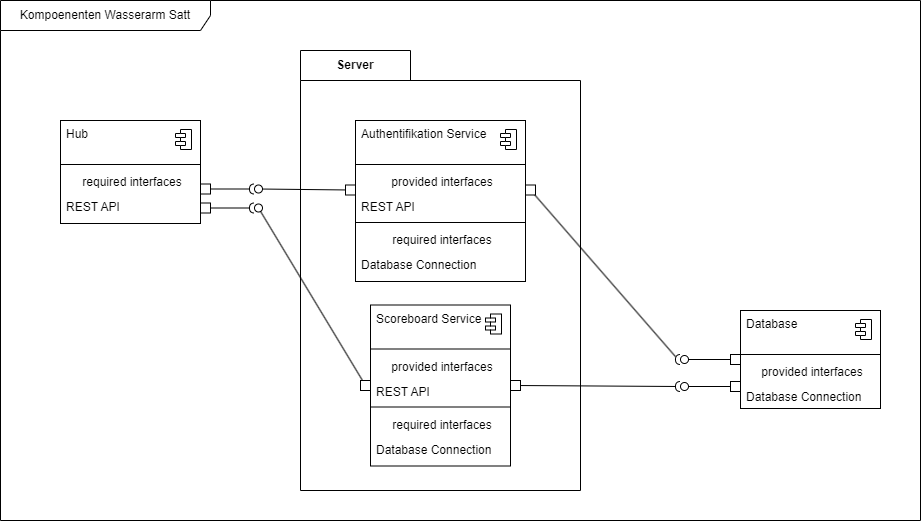 Kompoenenten Wasserarm Satt
Server
Hub
required interfaces
REST API
Authentifikation Service
provided interfaces
REST API
required interfaces
Database Connection
Scoreboard Service
provided interfaces
REST API
required interfaces
Database Connection
Database
provided interfaces
Database Connection